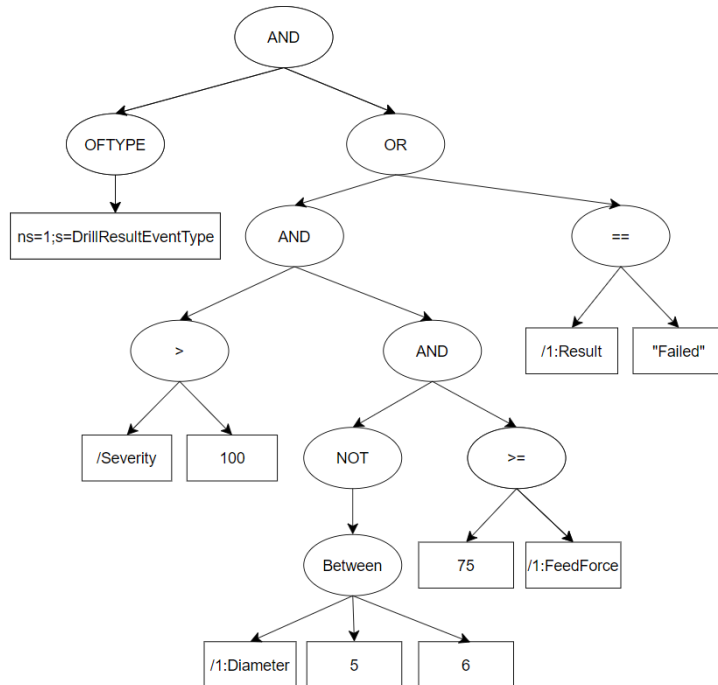 AND
OFTYPE
OR
ns=1;s=DrillResultEventType
AND
==
>
AND
/1:Result
"Failed"
/Severity
100
NOT
>=
Between
75
/1:FeedForce
/1:Diameter
5
6